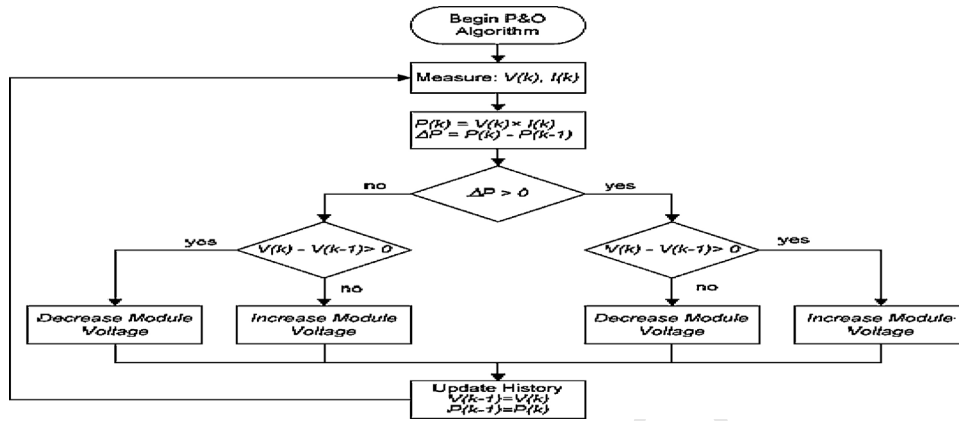 Begin P&O
Algorithm
Measure: V(k), I(k)
P(k) = V(k)× I(k)
ΔP = P(k) - P(k-1)
no
ΔP > 0
yes
yes
V(k) - V(k-1)> 0
V(k) - V(k-1)> 0
yes
no
no
Decrease Module
Voltage
Increase Module
Voltage
Decrease Module
Voltage
Increase Module
Voltage
Update History
V(k-1)=V(k)
P(k-1)=P(k)